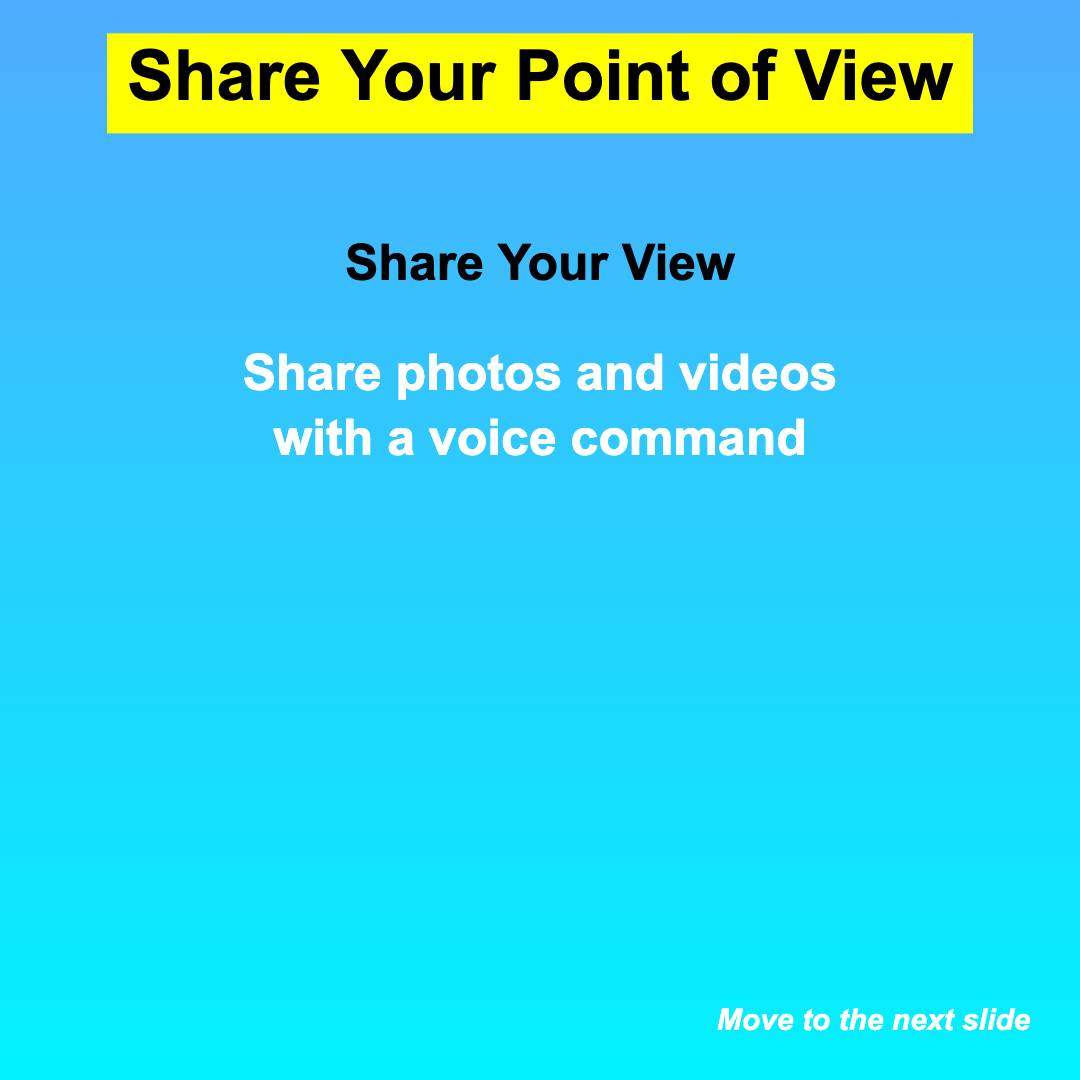 Share Your Point of View
Share Your View
Share photos and videos
with a voice command
Move to the next slide